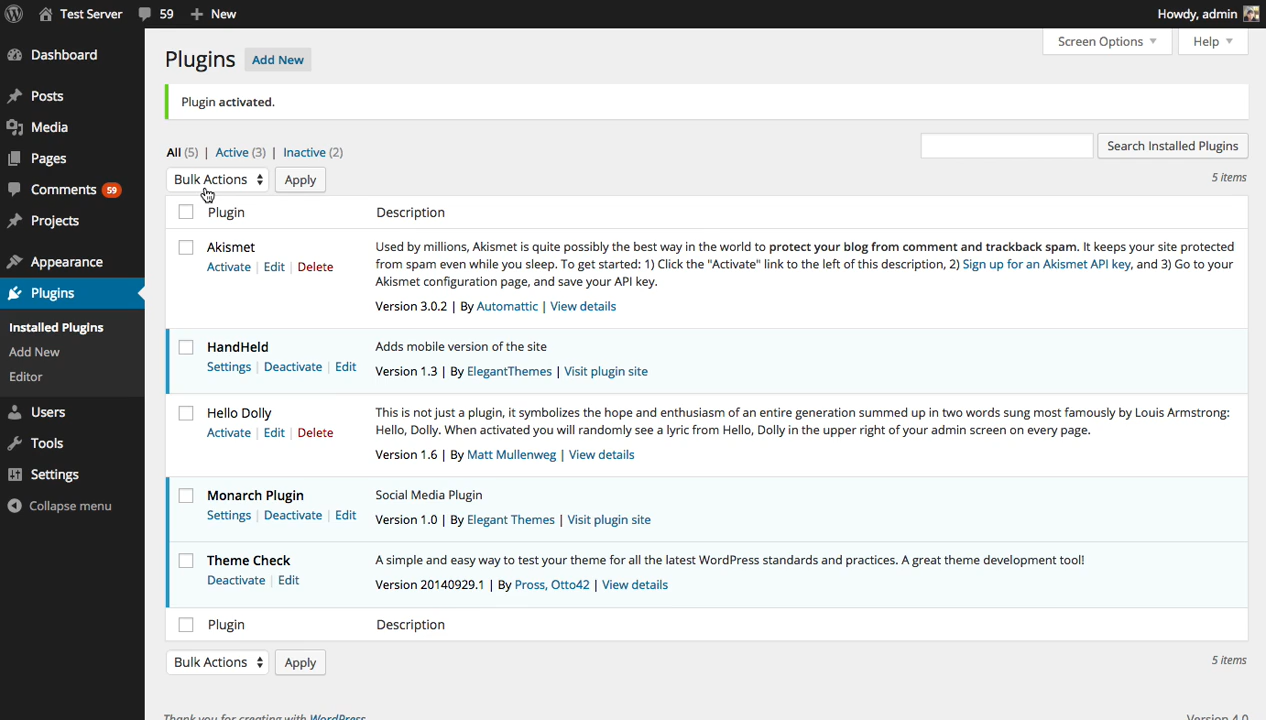 Test Server 59 New Howdy, admin
Screen Options Help
Dashboard
Posts
Media
Pages
Comments 59
Projects
Appearance
Plugins
Installed Plugins
Add New
Editor
Users
Tools
Settings
Collapse menu
Plugins Add New
Plugin activated.
All (5) | Active (3) | Inactive (2)
Search Installed Plugins
Bulk Actions Apply
5 items
Plugin Description
Akismet
Activate | Edit | Delete
Used by millions, Akismet is quite possibly the best way in the world to protect your blog from comment and trackback spam. It keeps your site protected
from spam even while you sleep. To get started: 1) Click the "Activate" link to the left of this description, 2) Sign up for an Akismet API key, and 3) Go to your
Akismet configuration page, and save your API key.
Version 3.0.2 | By Automattic | View details
HandHeld
Settings | Deactivate | Edit
Adds mobile version of the site
Version 1.3 | By ElegantThemes | Visit plugin site
Hello Dolly
Activate | Edit | Delete
This is not just a plugin, it symbolizes the hope and enthusiasm of an entire generation summed up in two words sung most famously by Louis Armstrong:
Hello, Dolly. When activated you will randomly see a lyric from Hello, Dolly in the upper right of your admin screen on every page.
Version 1.6 | By Matt Mullenweg | View details
Monarch Plugin
Settings | Deactivate | Edit
Social Media Plugin
Version 1.0 | By Elegant Themes | Visit plugin site
Theme Check
Deactivate | Edit
A simple and easy way to test your theme for all the latest WordPress standards and practices. A great theme development tool!
Version 20140929.1 | By Pross, Otto42 | View details
Plugin Description
Bulk Actions Apply
5 items
Thank you for creating with WordPress
Version 4.0